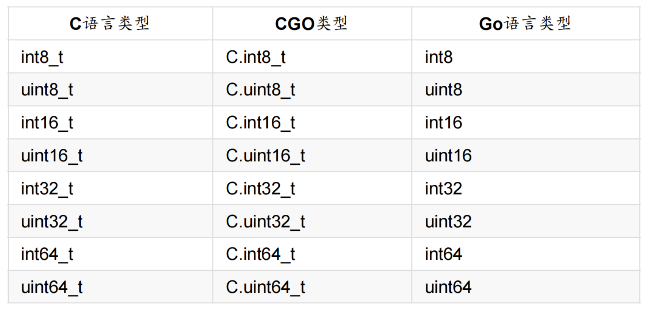 C语言类型 CGO类型 Go语言类型
int8_t C.int8_t int8
uint8_t C.uint8_t uint8
int16_t C.int16_t int16
uint16_t C.uint16_t uint16
int32_t C.int32_t int32
uint32_t C.uint32_t uint32
int64_t C.int64_t int64
uint64_t C.uint64_t uint64